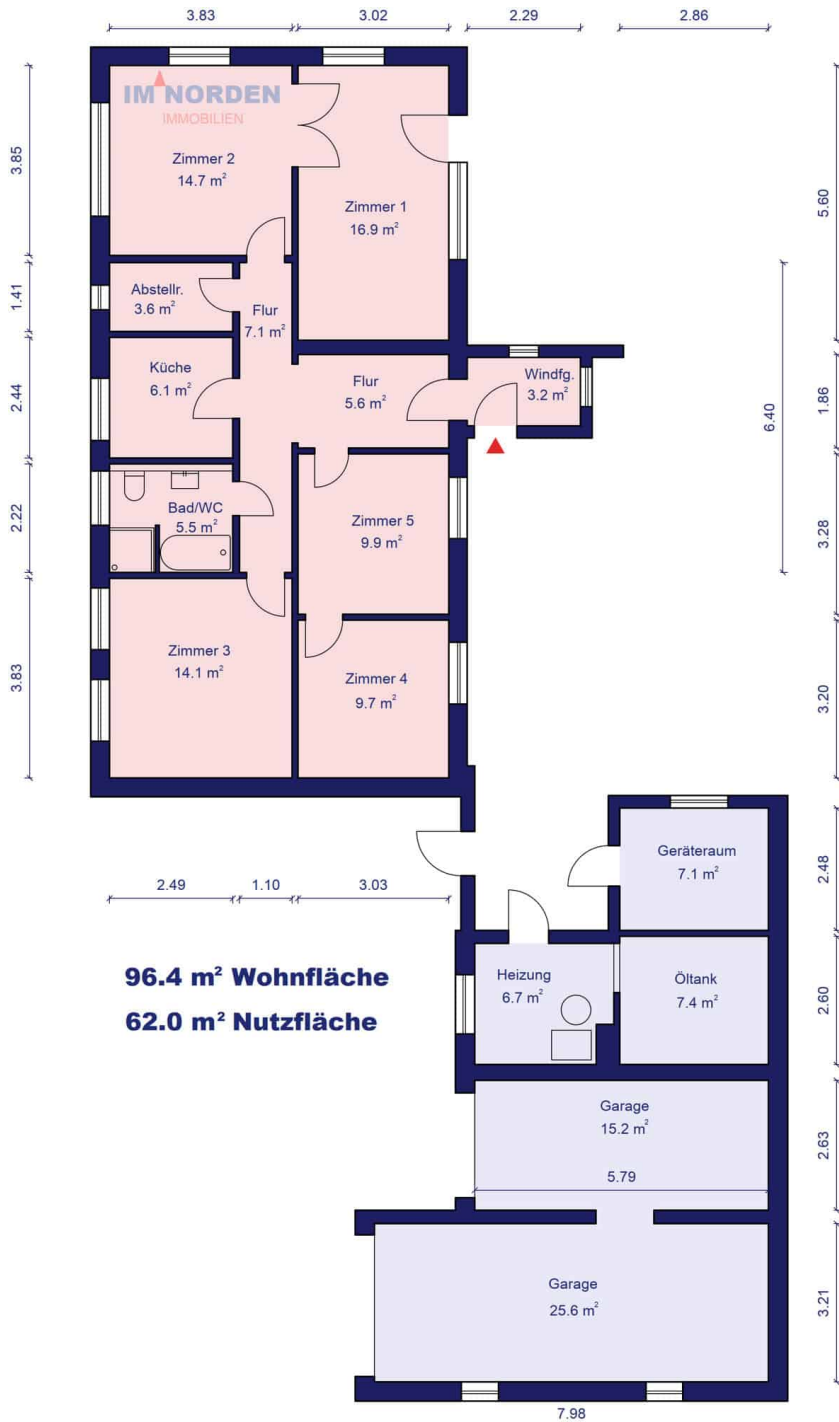 3.83
3.02
2.29
2.86
IM NORDEN
IMMOBILIEN
3.85
Zimmer 2
14.7 m²
Zimmer 1
16.9 m²
5.60
1.41
Abstellr.
3.6 m²
Flur
7.1 m²
2.44
Küche
6.1 m²
Flur
5.6 m²
Windfg.
3.2 m²
6.40
1.86
2.22
Bad/WC
5.5 m²
Zimmer 5
9.9 m²
3.28
3.83
Zimmer 3
14.1 m²
Zimmer 4
9.7 m²
3.20
2.49
1.10
3.03
Geräteraum
7.1 m²
2.48
96.4 m² Wohnfläche
62.0 m² Nutzfläche
Heizung
6.7 m²
Öltank
7.4 m²
2.60
Garage
15.2 m²
5.79
2.63
Garage
25.6 m²
3.21
7.98